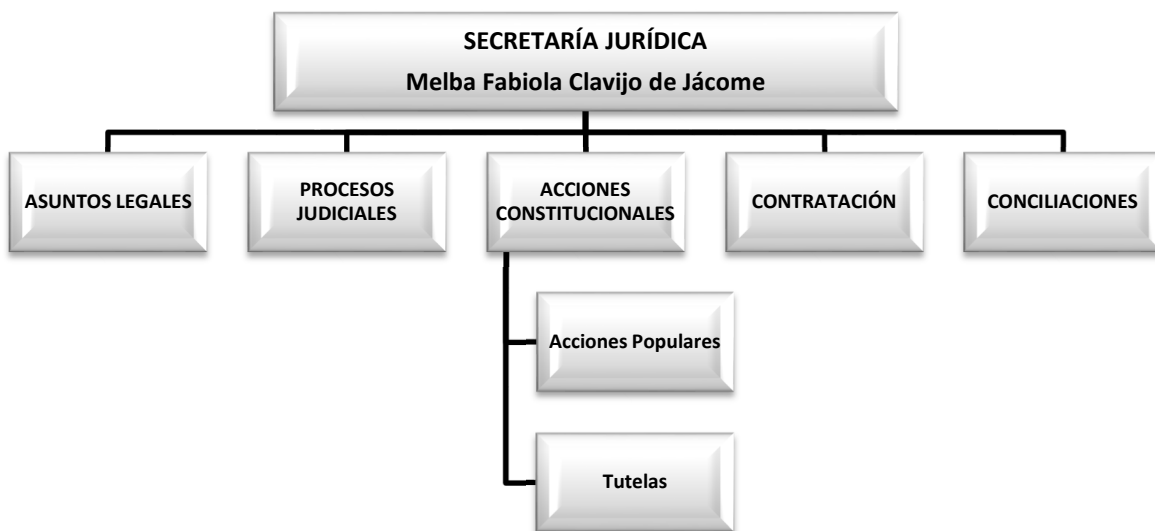 SECRETARÍA JURÍDICA
Melba Fabiola Clavijo de Jácome
ASUNTOS LEGALES
PROCESOS
JUDICIALES
ACCIONES
CONSTITUCIONALES
CONTRATACIÓN
CONCILIACIONES
Acciones Populares
Tutelas